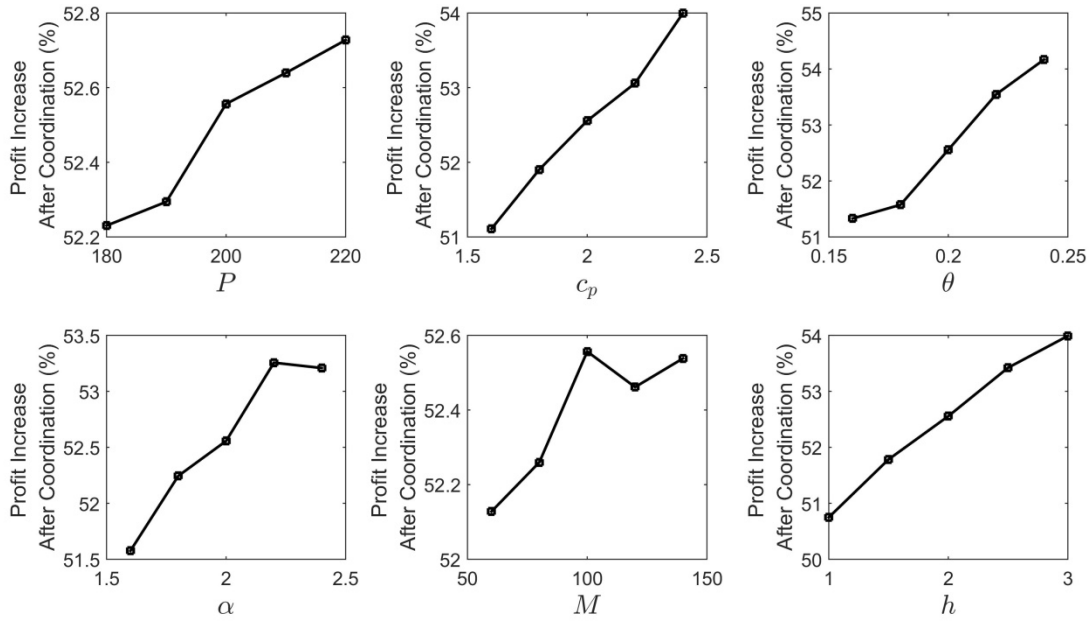 Profit Increase
After Coordination (%)
52.8
52.6
52.4
52.2
180
200
220
P
Profit Increase
After Coordination (%)
54
53
52
51
1.5
2
2.5
c_p
Profit Increase
After Coordination (%)
55
54
53
52
51
0.15
0.2
0.25
θ
Profit Increase
After Coordination (%)
53.5
53
52.5
52
51.5
1.5
2
2.5
α
Profit Increase
After Coordination (%)
52.6
52.4
52.2
52
50
100
150
M
Profit Increase
After Coordination (%)
54
53
52
51
50
1
2
3
h